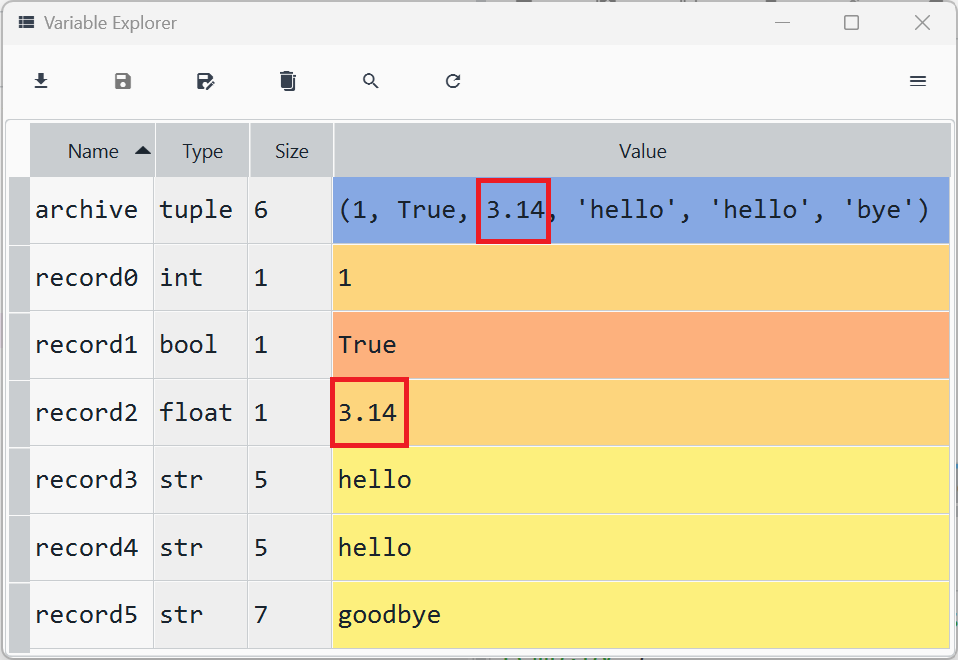 Variable Explorer
Name Type Size Value
archive tuple 6 (1, True, 3.14, 'hello', 'hello', 'bye')
record0 int 1 1
record1 bool 1 True
record2 float 1 3.14
record3 str 5 hello
record4 str 5 hello
record5 str 7 goodbye